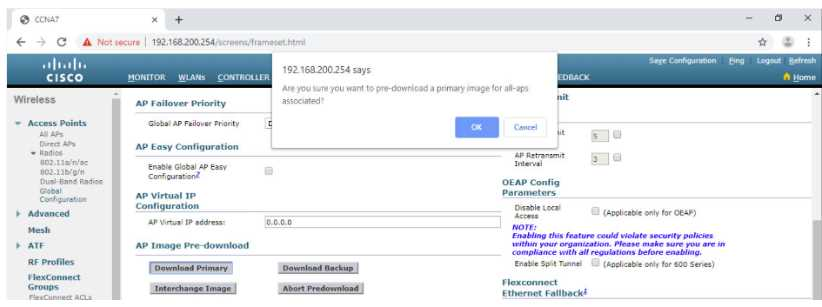 CCNA7
Not secure | 192.168.200.254/screens/frameset.html
Save Configuration | Ping | Logout | Refresh
CISCO
MONITOR WLANs CONTROLLER
EDBACK
Home
192.168.200.254 says
Are you sure you want to pre-download a primary image for all-aps
associated?
OK
Cancel
Wireless
Access Points
All APs
Direct APs
Radios
802.11a/n/ac
802.11b/g/n
Dual-Band Radios
Global
Configuration
Advanced
Mesh
ATF
RF Profiles
FlexConnect
Groups
FlexConnect ACLs
AP Failover Priority
Global AP Failover Priority
AP Easy Configuration
Enable Global AP Easy
Configuration
AP Virtual IP
Configuration
AP Virtual IP address: 0.0.0.0
AP Image Pre-download
Download Primary
Download Backup
Interchange Image
Abort Predownload
5
AP Retransmit
Interval
3
OEAP Config
Parameters
Disable Local
Access
(Applicable only for OEAP)
NOTE:
Enabling this feature could violate security policies
within your organization. Please make sure you are in
compliance with all regulations before enabling.
Enable Split Tunnel (Applicable only for 600 Series)
Flexconnect
Ethernet Fallback